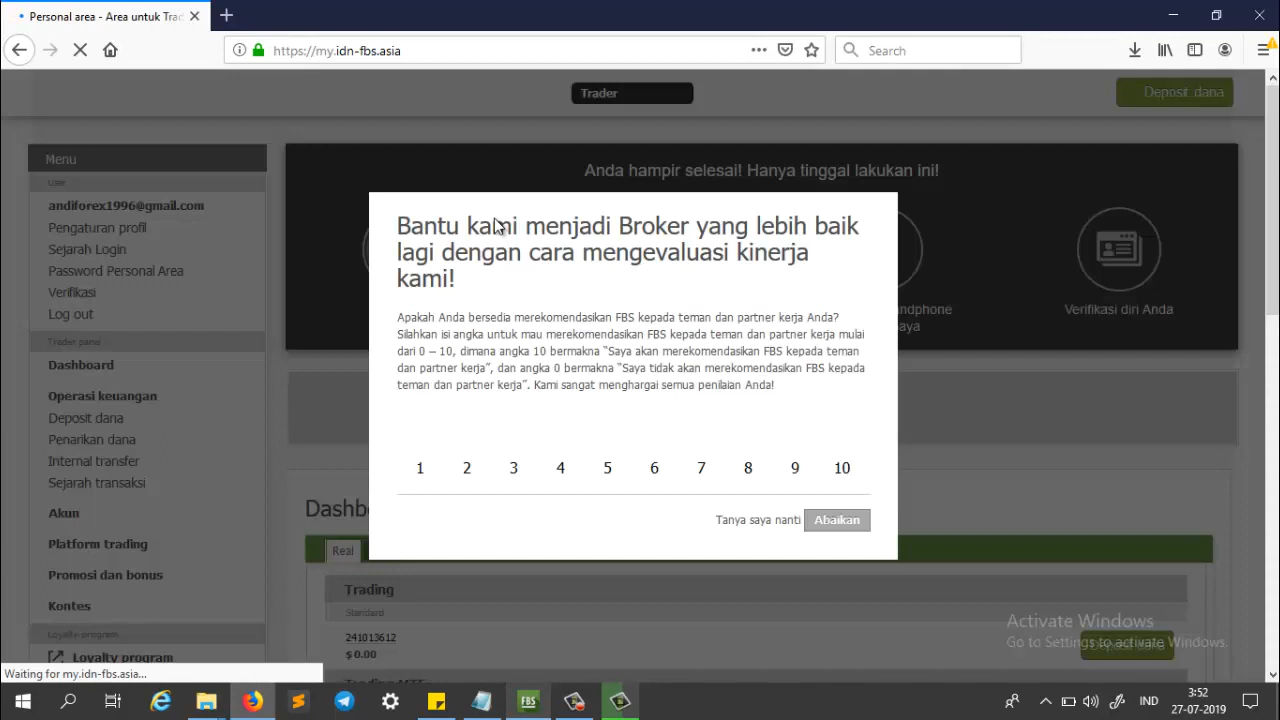 Personal area - Area untuk Trad
https://my.idn-fbs.asia
Search
Trader
Deposit dana
Menu
user
andiforex1996@gmail.com
Pengaturan profil
Sejarah Login
Password Personal Area
Verifikasi
Log out
Trader panel
Dashboard
Operasi keuangan
Deposit dana
Penarikan dana
Internal transfer
Sejarah transaksi
Akun
Platform trading
Promosi dan bonus
Kontes
Loyalty program
Loyalty program
Anda hampir selesai! Hanya tinggal lakukan ini!
Verifikasi diri Anda
Bantu kami menjadi Broker yang lebih baik
lagi dengan cara mengevaluasi kinerja
kami!
Apakah Anda bersedia merekomendasikan FBS kepada teman dan partner kerja Anda?
Silahkan isi angka untuk mau merekomendasikan FBS kepada teman dan partner kerja mulai
dari 0 – 10, dimana angka 10 bermakna “Saya akan merekomendasikan FBS kepada teman
dan partner kerja”, dan angka 0 bermakna “Saya tidak akan merekomendasikan FBS kepada
teman dan partner kerja”. Kami sangat menghargai semua penilaian Anda!
1 2 3 4 5 6 7 8 9 10
Tanya saya nanti Abaikan
Real
Trading
Standard
241013612
$ 0.00
Activate Windows
Go to Settings to activate Windows.
Waiting for my.idn-fbs.asia...
FBS
IND
3:52
27-07-2019